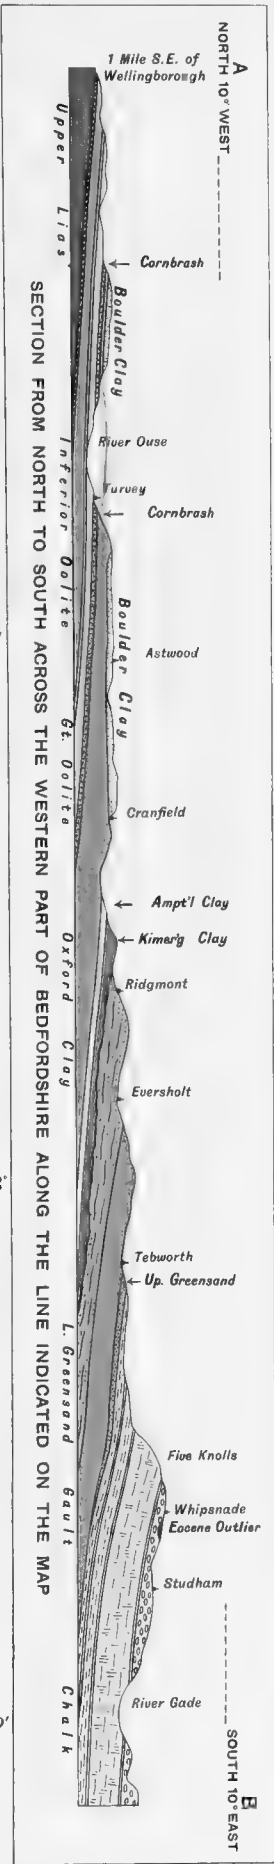 A
NORTH 10° WEST
1 Mile S.E. of
Wellingborough
Cornbrash
Boulder Clay
River Ouse
Turvey
Cornbrash
Boulder Clay
Astwood
Cranfield
Ampt'l Clay
Kimer'g Clay
Ridgmont
Eversholt
Tebworth
Up. Greensand
Five Knolls
Whipsnade
Eocene Outlier
Studham
River Gade
B
SOUTH 10° EAST
Upper Lias
Inferior Oolite
Gt. Oolite
Oxford Clay
L. Greensand
Gault
Chalk
SECTION FROM NORTH TO SOUTH ACROSS THE WESTERN PART OF BEDFORDSHIRE ALONG THE LINE INDICATED ON THE MAP